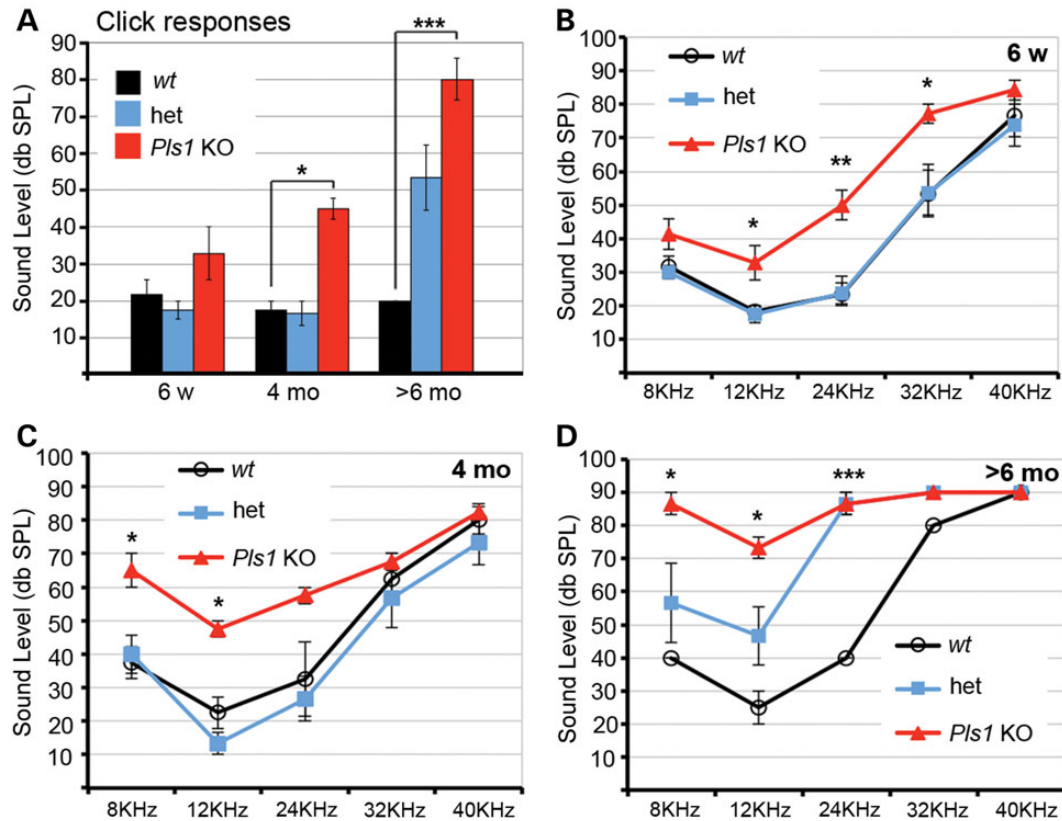 A Click responses
Sound Level (db SPL)
90
80
70
60
50
40
30
20
10
wt
het
Pls1 KO
*
***
6 w
4 mo
>6 mo
B
6 w
Sound Level (db SPL)
100
90
80
70
60
50
40
30
20
10
wt
het
Pls1 KO
*
**
*
8KHz 12KHz 24KHz 32KHz 40KHz
C
4 mo
Sound Level (db SPL)
100
90
80
70
60
50
40
30
20
10
wt
het
Pls1 KO
*
*
8KHz 12KHz 24KHz 32KHz 40KHz
D
>6 mo
Sound Level (db SPL)
100
90
80
70
60
50
40
30
20
10
*
*
***
wt
het
Pls1 KO
8KHz 12KHz 24KHz 32KHz 40KHz